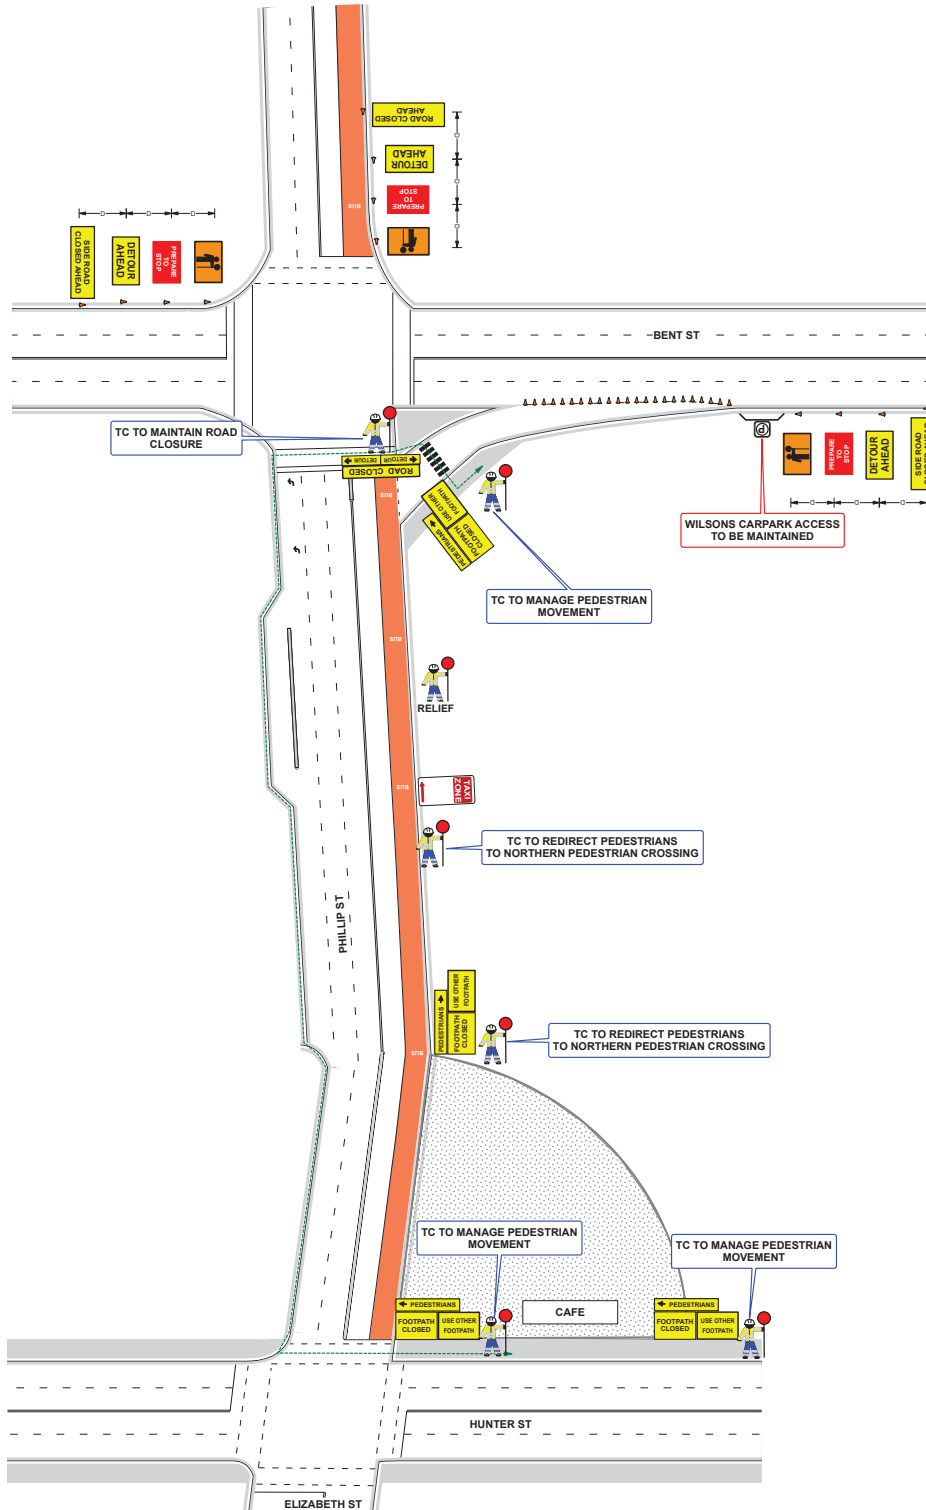 ROAD CLOSED
AHEAD
DETOUR
AHEAD
PREPARE
TO
STOP
BUS
SIDE ROAD
CLOSED AHEAD
DETOUR
AHEAD
PREPARE
TO
STOP
BENT ST
TC TO MAINTAIN ROAD
CLOSURE
DETOUR
DETOUR
ROAD CLOSED
BUS
USE OTHER
FOOTPATH
FOOTPATH
CLOSED
PEDESTRIANS
P
PREPARE
TO
STOP
DETOUR
AHEAD
SIDE ROAD
WILSONS CARPARK ACCESS
TO BE MAINTAINED
TC TO MANAGE PEDESTRIAN
MOVEMENT
BUS
RELIEF
BUS
TAXI
ZONE
TC TO REDIRECT PEDESTRIANS
TO NORTHERN PEDESTRIAN CROSSING
PHILLIP ST
PEDESTRIANS
USE OTHER
FOOTPATH
FOOTPATH
CLOSED
TC TO REDIRECT PEDESTRIANS
TO NORTHERN PEDESTRIAN CROSSING
BUS
TC TO MANAGE PEDESTRIAN
MOVEMENT
TC TO MANAGE PEDESTRIAN
MOVEMENT
PEDESTRIANS
FOOTPATH
CLOSED
USE OTHER
FOOTPATH
CAFE
PEDESTRIANS
FOOTPATH
CLOSED
USE OTHER
FOOTPATH
HUNTER ST
ELIZABETH ST